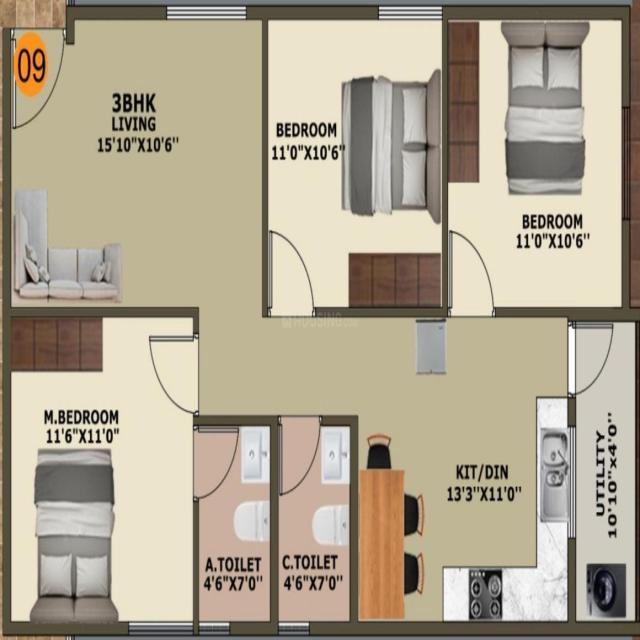 09
3BHK
LIVING
15'10"X10'6''
BEDROOM
11'0"X10'6"
BEDROOM
11'0"X10'6''
HOUSING.COM
M.BEDROOM
11'6"X11'0"
A.TOILET
4'6"X7'0''
C.TOILET
4'6"X7'0''
KIT/DIN
13'3''X11'0''
UTILITY
10'10"x4'0''